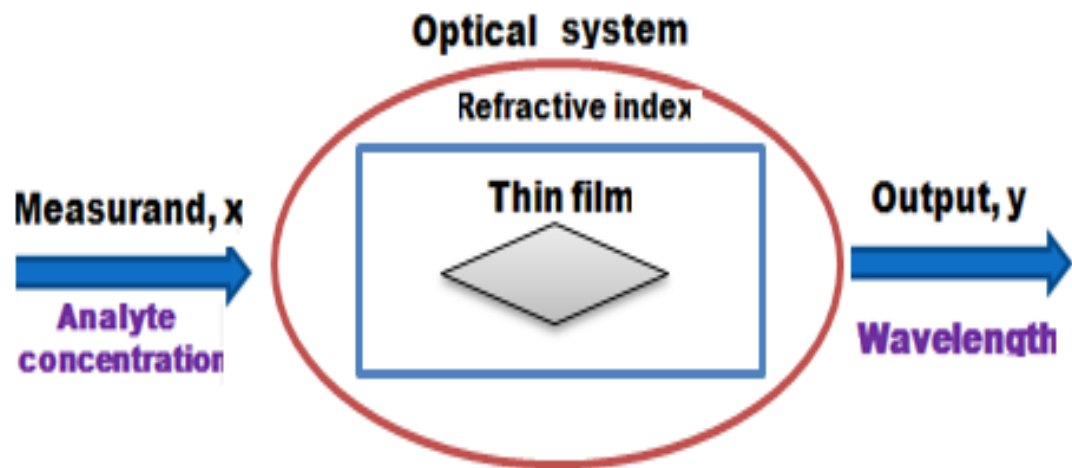 Optical system
Refractive index
Thin film
Measurand, x
Analyte
concentration
Output, y
Wavelength